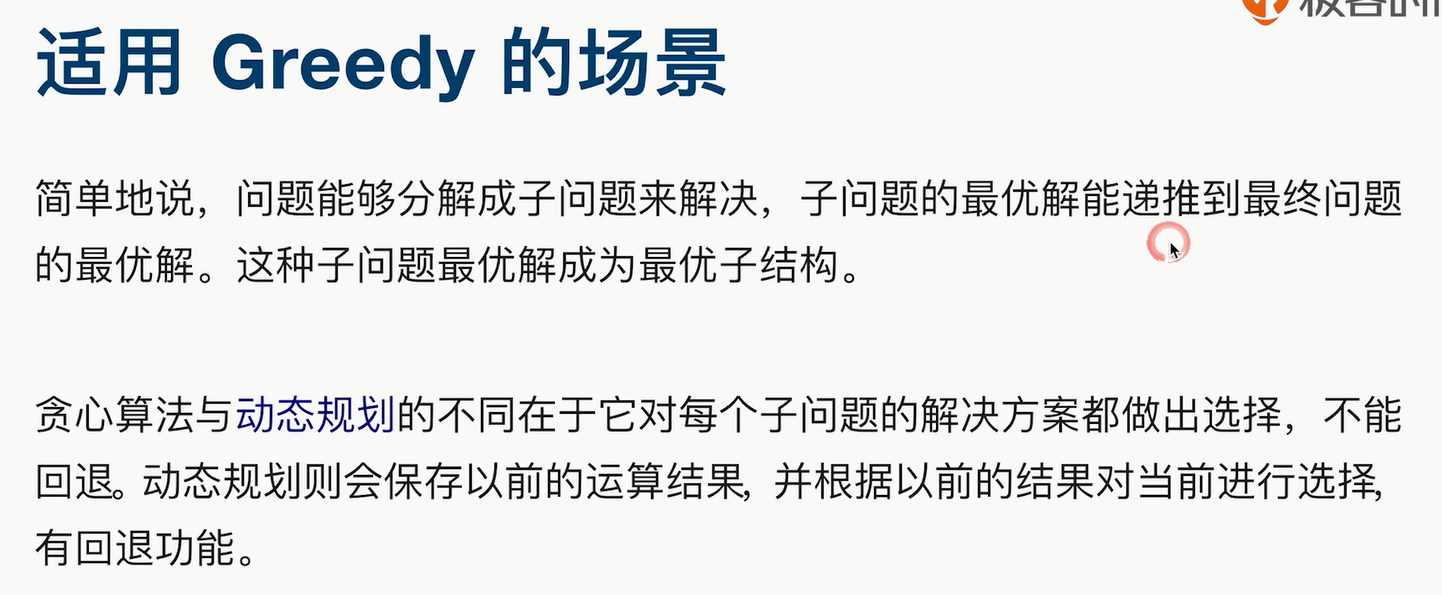 适用 Greedy 的场景
简单地说，问题能够分解成子问题来解决，子问题的最优解能递推到最终问题
的最优解。这种子问题最优解成为最优子结构。
贪心算法与动态规划的不同在于它对每个子问题的解决方案都做出选择，不能
回退。动态规划则会保存以前的运算结果，并根据以前的结果对当前进行选择，
有回退功能。